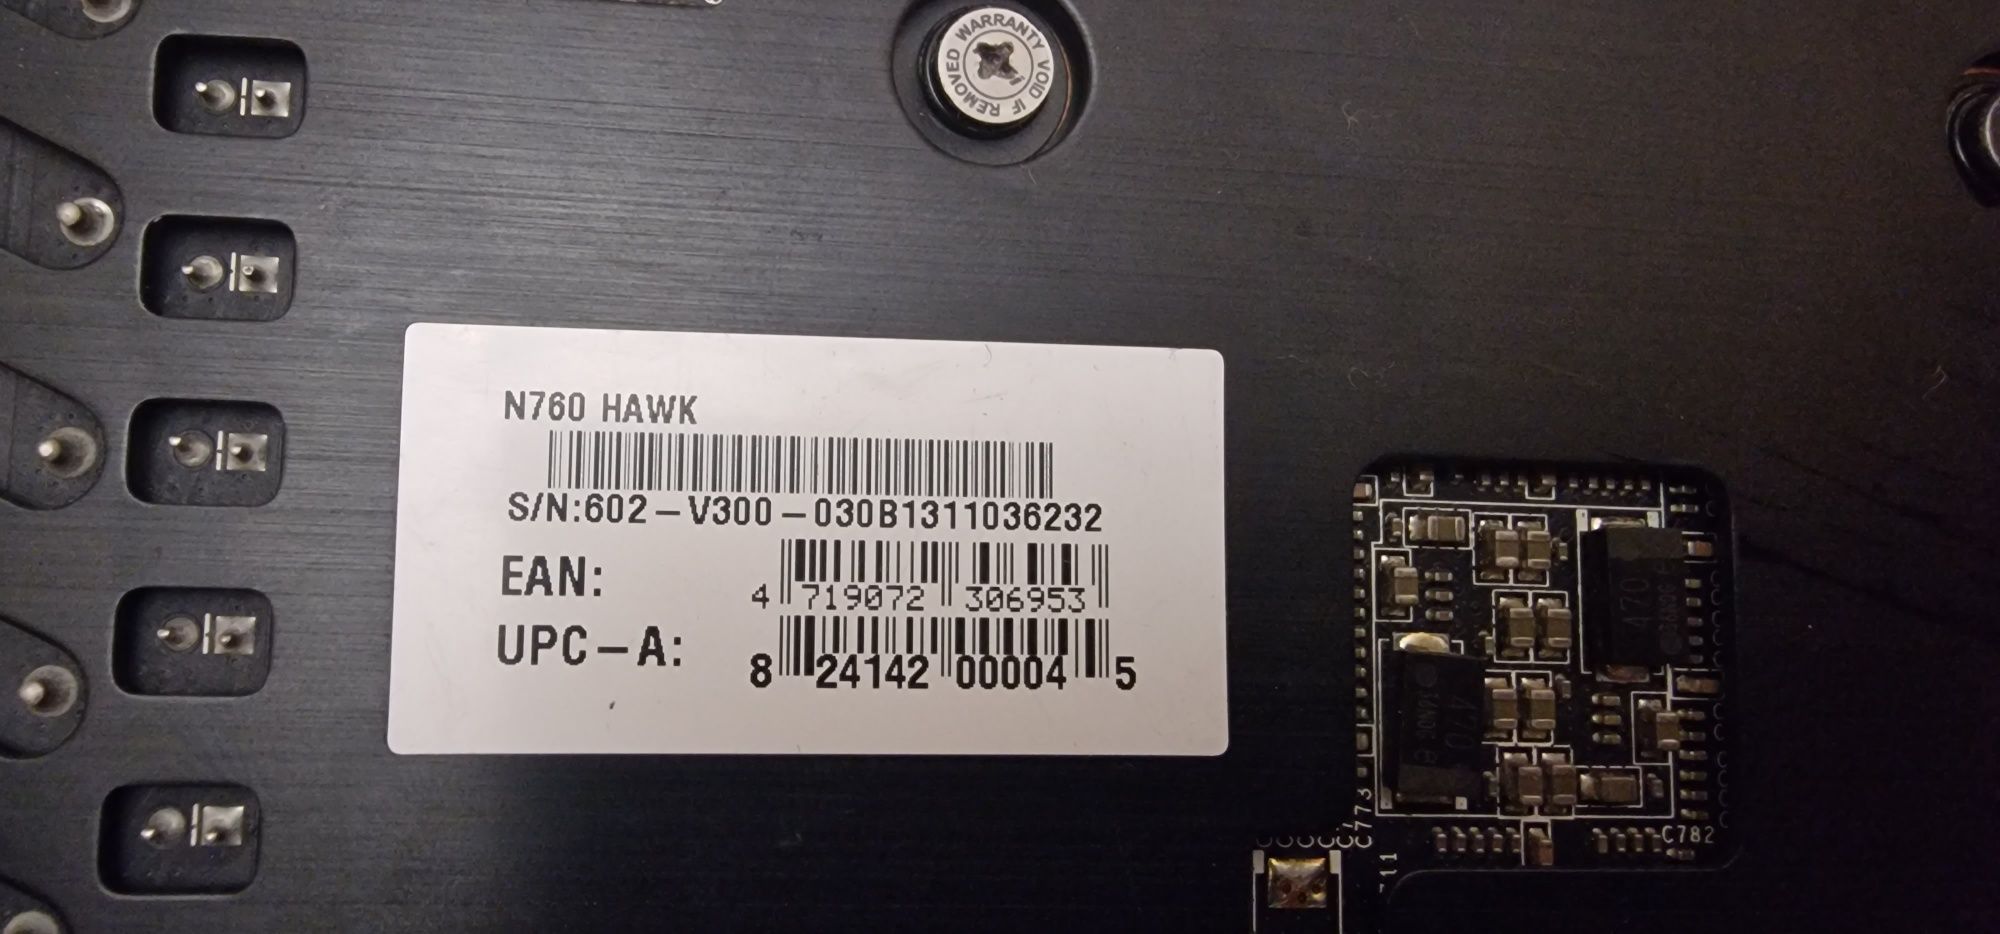 WARRANTY VOID IF REMOVED
N760 HAWK
S/N:602-V300-030B1311036232
EAN:
4 719072 306953
UPC-A:
8 24142 00004 5
470
470
C773
C782
711